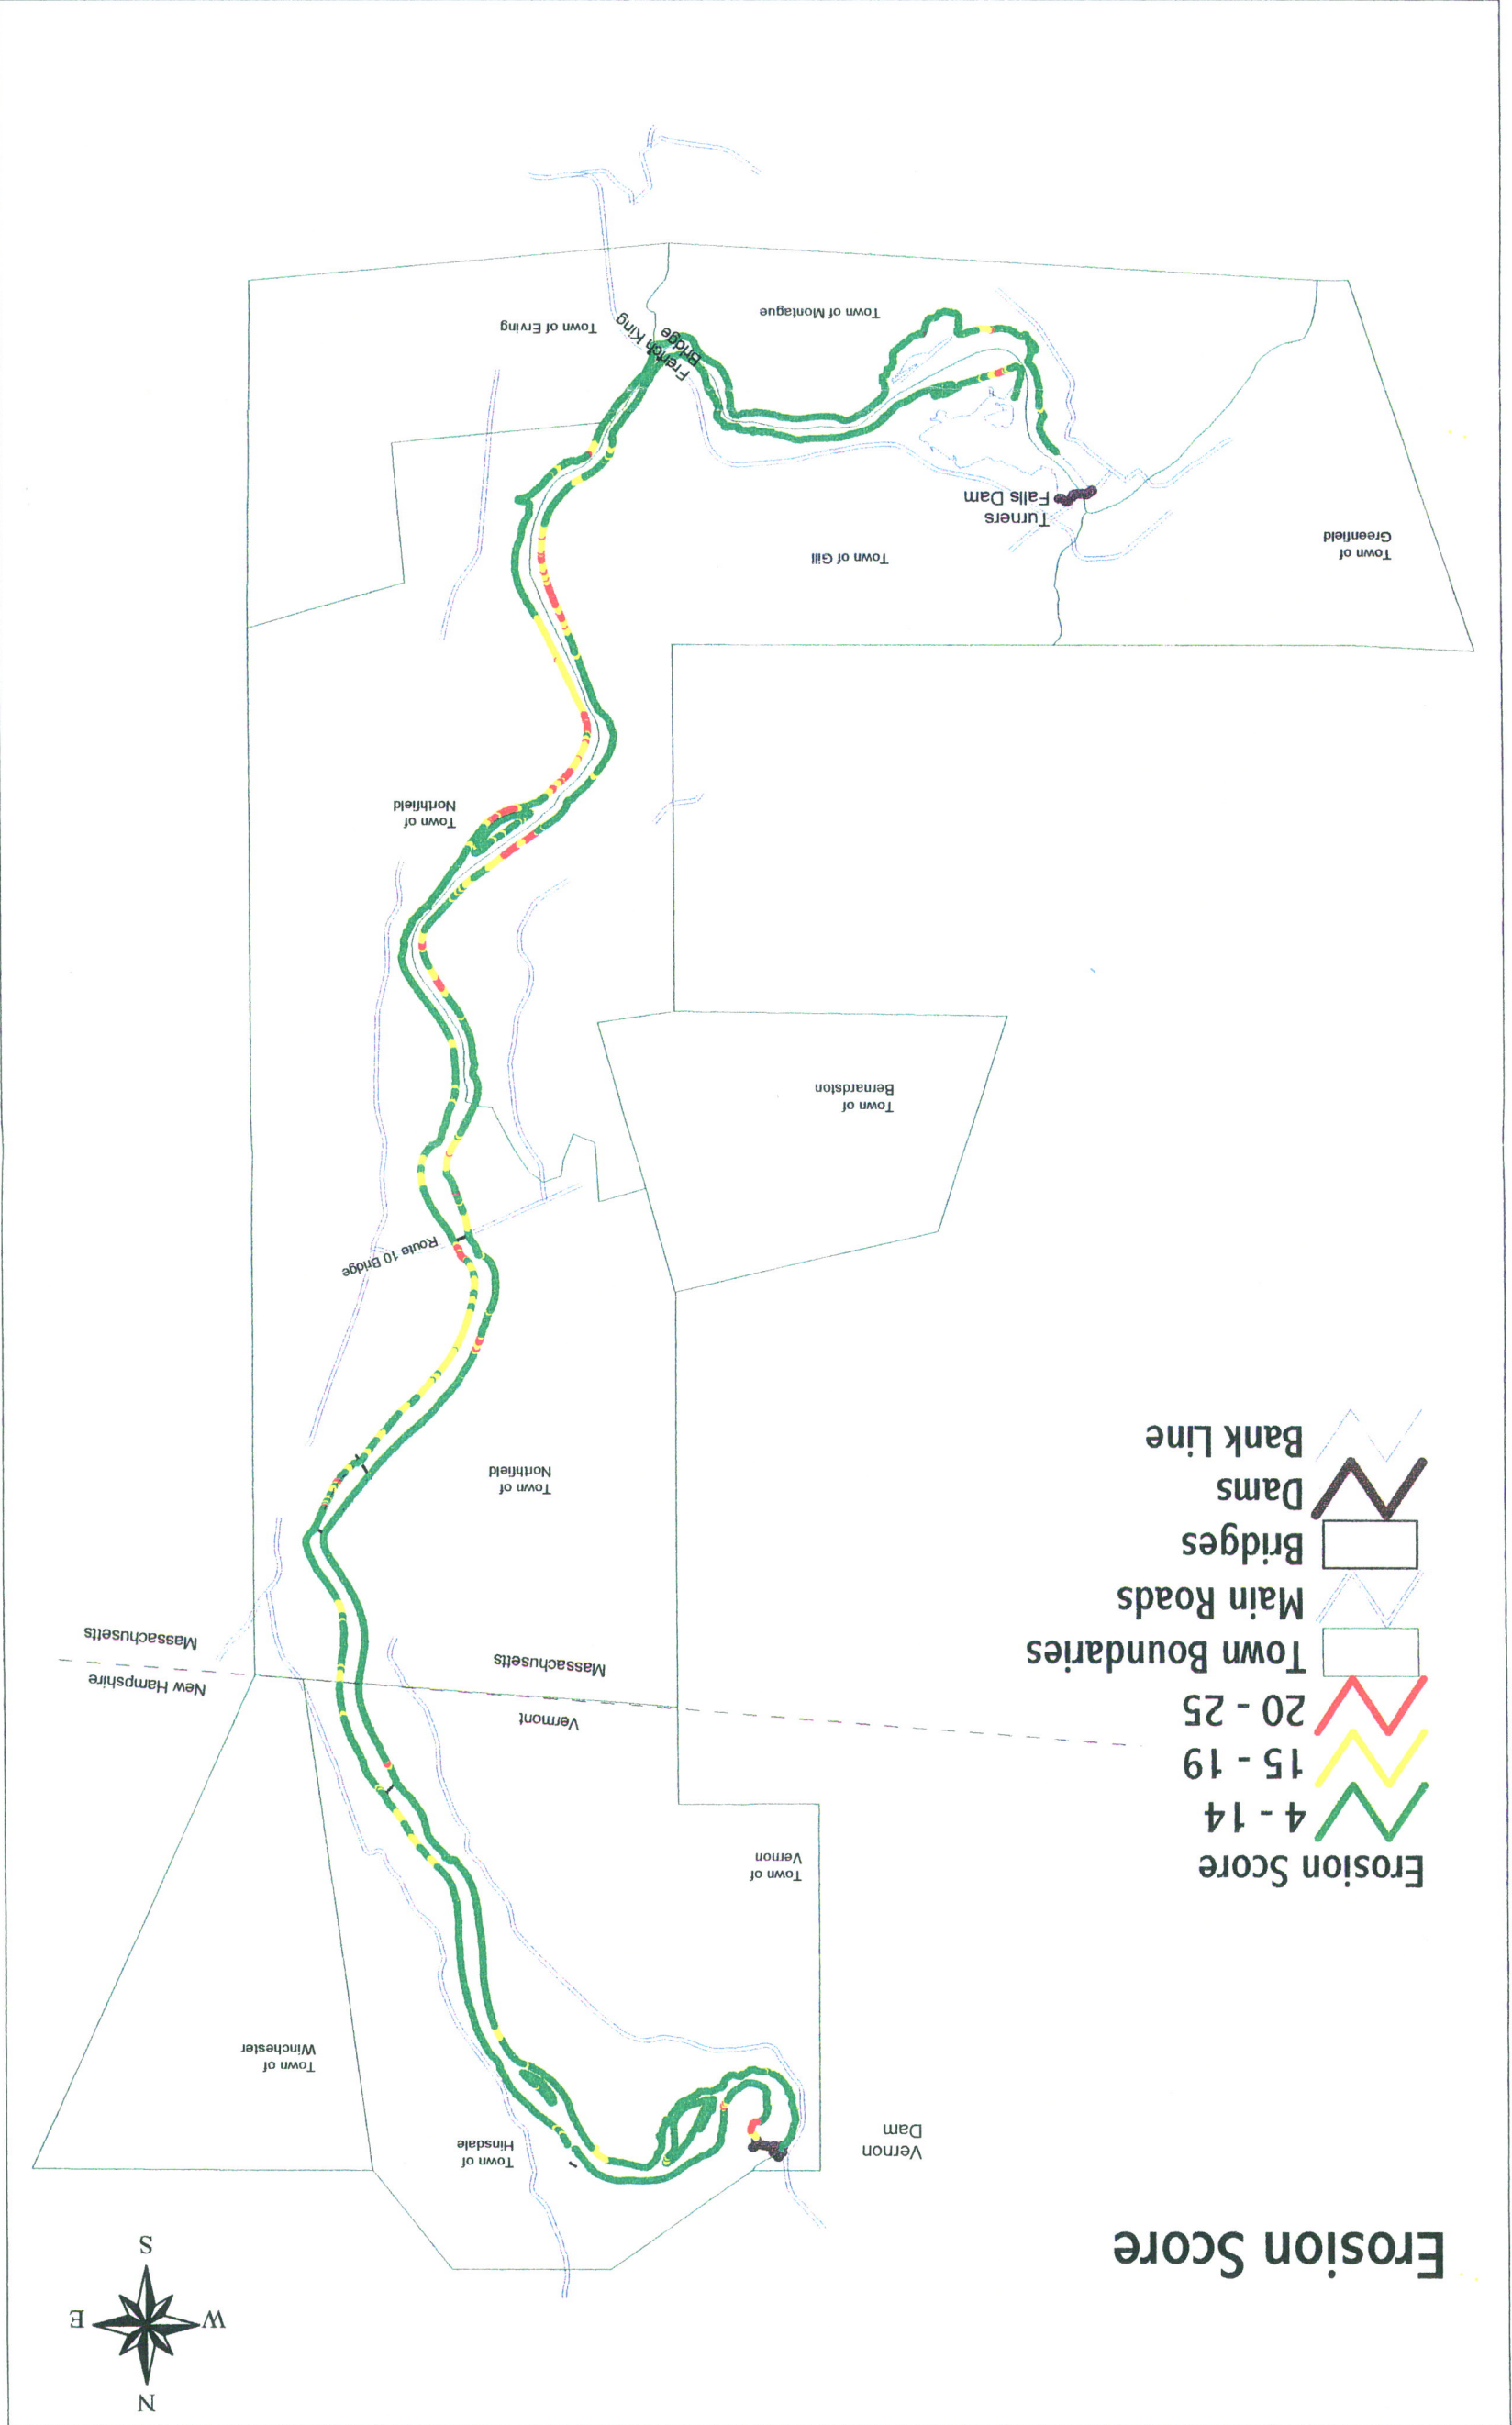 N
W E
S
Erosion Score
Vernon
Dam
Town of
Hinsdale
Town of
Winchester
Town of
Vernon
Erosion Score
4 - 14
15 - 19
20 - 25
Town Boundaries
Main Roads
Bridges
Dams
Bank Line
Vermont
New Hampshire
Massachusetts
Massachusetts
Town of
Northfield
Route 10 Bridge
Town of
Bernardston
Town of
Northfield
Town of Gill
Town of
Greenfield
Turners
Falls Dam
French King
Bridge
Town of Erving
Town of Montague